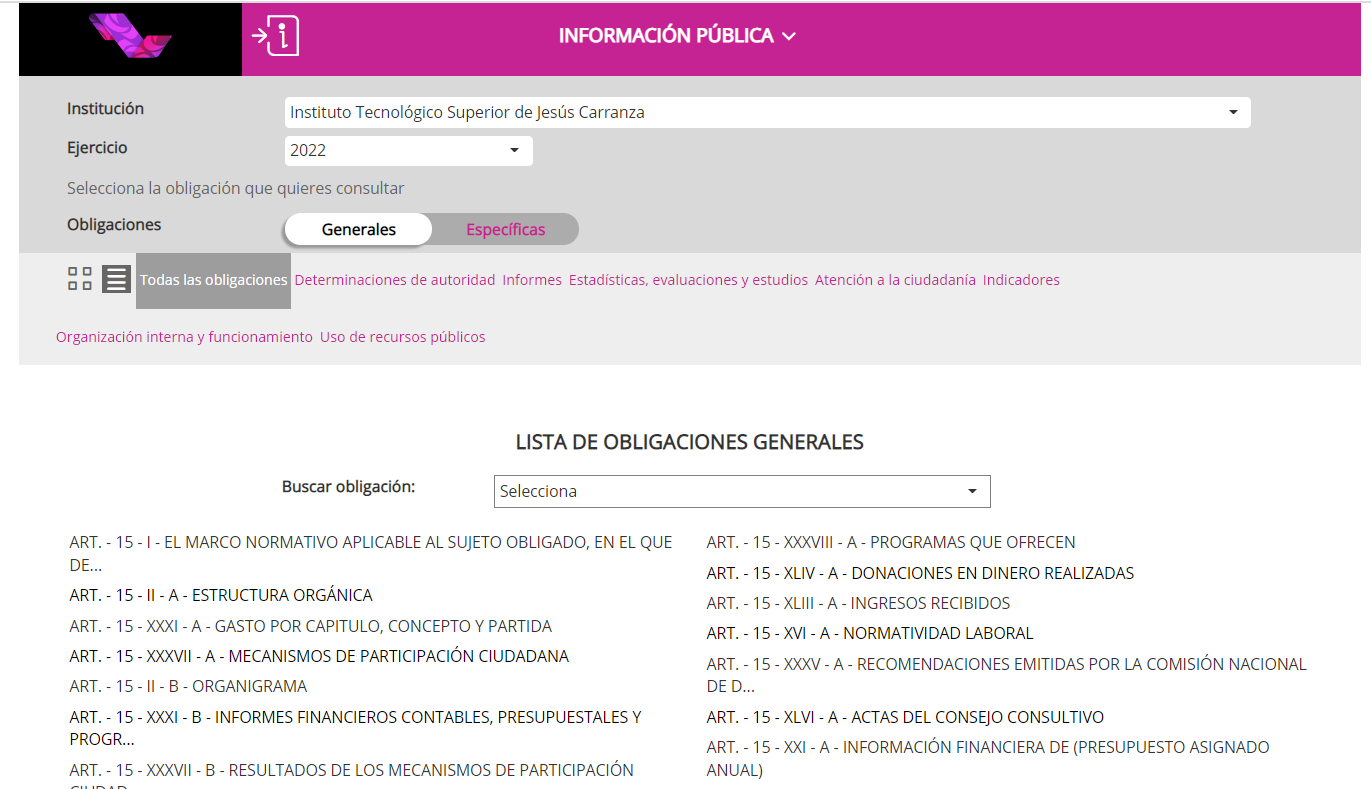 INFORMACIÓN PÚBLICA
Institución
Instituto Tecnológico Superior de Jesús Carranza
Ejercicio
2022
Selecciona la obligación que quieres consultar
Obligaciones
Generales
Específicas
Todas las obligaciones Determinaciones de autoridad Informes Estadísticas, evaluaciones y estudios Atención a la ciudadanía Indicadores
Organización interna y funcionamiento Uso de recursos públicos
LISTA DE OBLIGACIONES GENERALES
Buscar obligación:
Selecciona
ART. - 15 - I - EL MARCO NORMATIVO APLICABLE AL SUJETO OBLIGADO, EN EL QUE
DE...
ART. - 15 - II - A - ESTRUCTURA ORGÁNICA
ART. - 15 - XXXI - A - GASTO POR CAPITULO, CONCEPTO Y PARTIDA
ART. - 15 - XXXVII - A - MECANISMOS DE PARTICIPACIÓN CIUDADANA
ART. - 15 - II - B - ORGANIGRAMA
ART. - 15 - XXXI - B - INFORMES FINANCIEROS CONTABLES, PRESUPUESTALES Y
PROGR...
ART. - 15 - XXXVII - B - RESULTADOS DE LOS MECANISMOS DE PARTICIPACIÓN
CIUDAD...
ART. - 15 - XXXVIII - A - PROGRAMAS QUE OFRECEN
ART. - 15 - XLIV - A - DONACIONES EN DINERO REALIZADAS
ART. - 15 - XLIII - A - INGRESOS RECIBIDOS
ART. - 15 - XVI - A - NORMATIVIDAD LABORAL
ART. - 15 - XXXV - A - RECOMENDACIONES EMITIDAS POR LA COMISIÓN NACIONAL
DE D...
ART. - 15 - XLVI - A - ACTAS DEL CONSEJO CONSULTIVO
ART. - 15 - XXI - A - INFORMACIÓN FINANCIERA DE (PRESUPUESTO ASIGNADO
ANUAL)